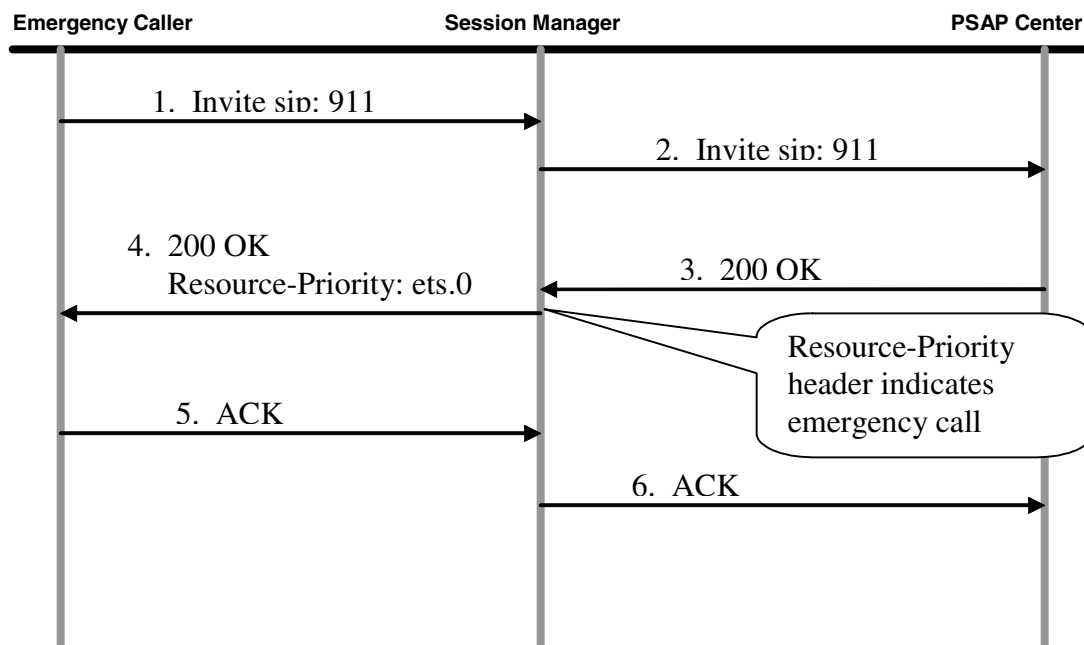 Emergency Caller
Session Manager
PSAP Center
1. Invite sip: 911
2. Invite sip: 911
4. 200 OK
Resource-Priority: ets.0
3. 200 OK
Resource-Priority
header indicates
emergency call
5. ACK
6. ACK